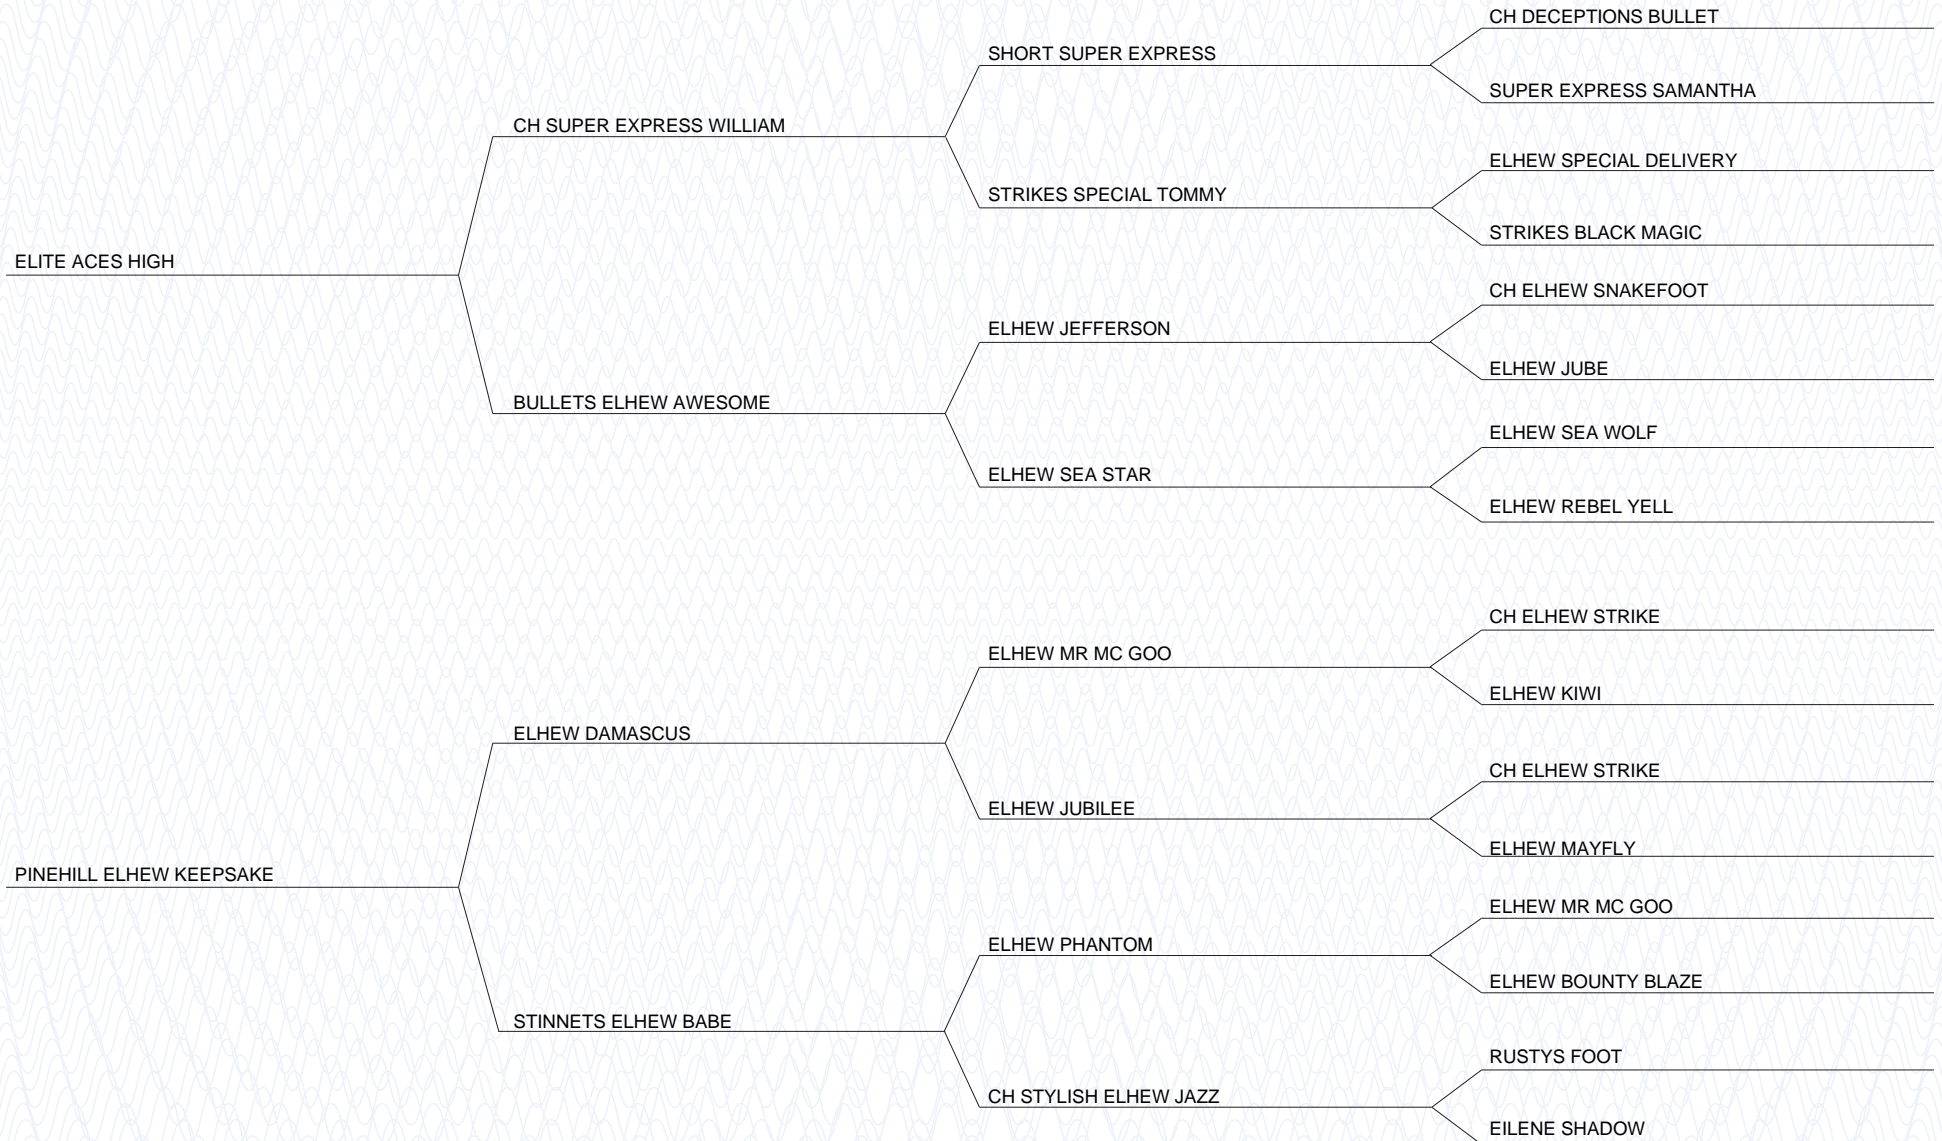 CH DECEPTIONS BULLET
SHORT SUPER EXPRESS
SUPER EXPRESS SAMANTHA
CH SUPER EXPRESS WILLIAM
ELHEW SPECIAL DELIVERY
STRIKES SPECIAL TOMMY
STRIKES BLACK MAGIC
ELITE ACES HIGH
CH ELHEW SNAKEFOOT
ELHEW JEFFERSON
ELHEW JUBE
BULLETS ELHEW AWESOME
ELHEW SEA WOLF
ELHEW SEA STAR
ELHEW REBEL YELL
CH ELHEW STRIKE
ELHEW MR MC GOO
ELHEW KIWI
ELHEW DAMASCUS
CH ELHEW STRIKE
ELHEW JUBILEE
ELHEW MAYFLY
PINEHILL ELHEW KEEPSAKE
ELHEW MR MC GOO
ELHEW PHANTOM
ELHEW BOUNTY BLAZE
STINNETS ELHEW BABE
RUSTYS FOOT
CH STYLISH ELHEW JAZZ
EILENE SHADOW